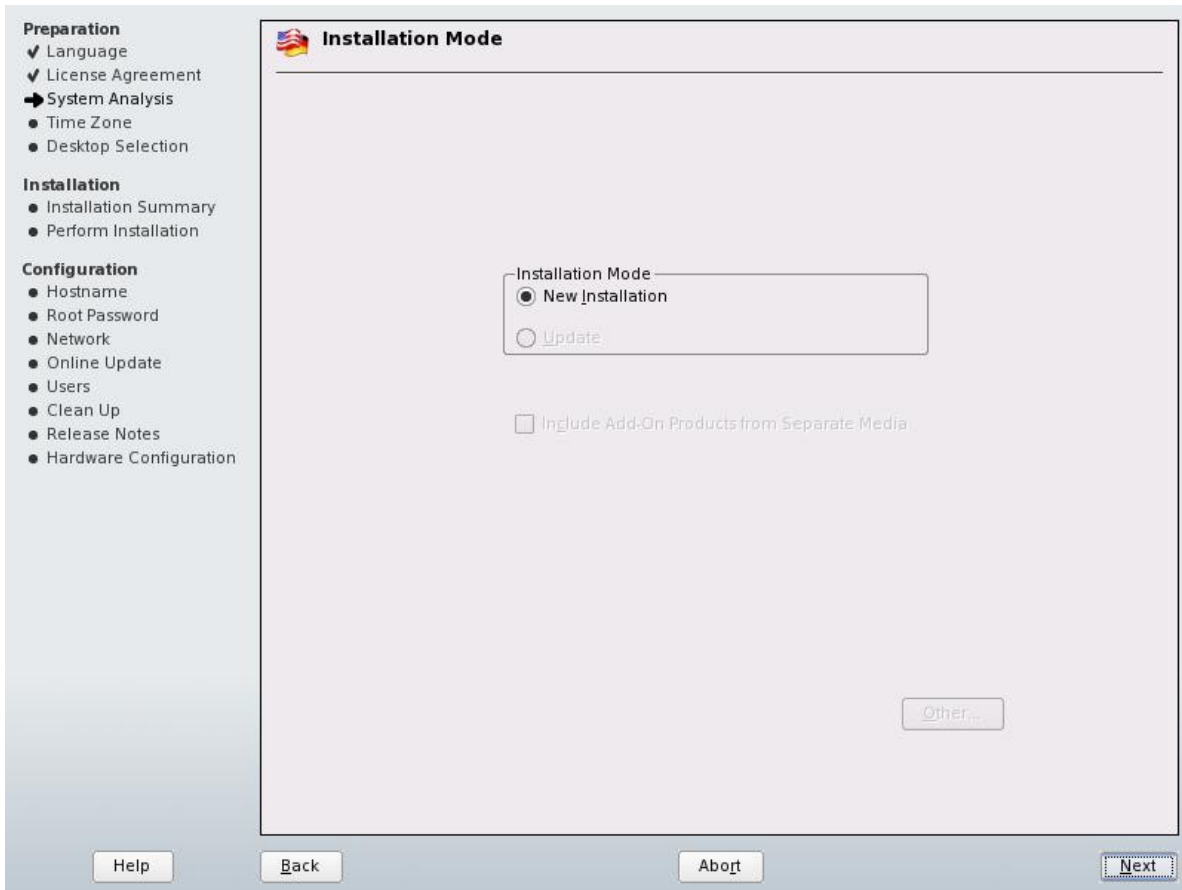 Preparation
Language
License Agreement
System Analysis
Time Zone
Desktop Selection
Installation
Installation Summary
Perform Installation
Configuration
Hostname
Root Password
Network
Online Update
Users
Clean Up
Release Notes
Hardware Configuration
Installation Mode
Installation Mode
New Installation
Update
Include Add-On Products from Separate Media
Other...
Help
Back
Abort
Next